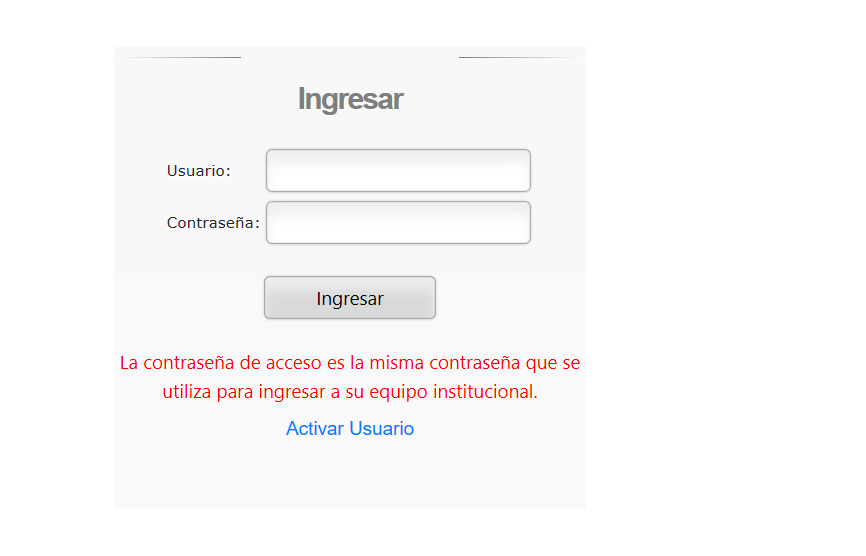 Ingresar
Usuario:
Contraseña:
Ingresar
La contraseña de acceso es la misma contraseña que se
utiliza para ingresar a su equipo institucional.
Activar Usuario